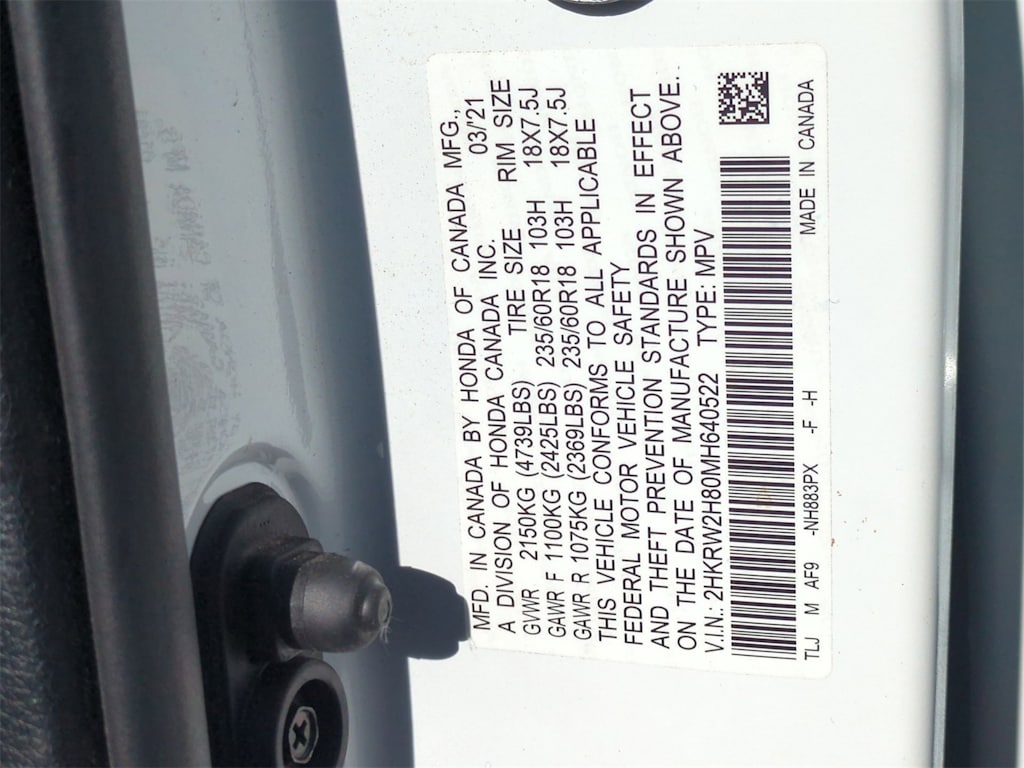 MFD. IN CANADA BY HONDA OF CANADA MFG.,
A DIVISION OF HONDA CANADA INC. 03/'21
GVWR 2150KG (4739LBS) TIRE SIZE RIM SIZE
GAWR F 1100KG (2425LBS) 235/60R18 103H 18X7.5J
GAWR R 1075KG (2369LBS) 235/60R18 103H 18X7.5J
THIS VEHICLE CONFORMS TO ALL APPLICABLE
FEDERAL MOTOR VEHICLE SAFETY
AND THEFT PREVENTION STANDARDS IN EFFECT
ON THE DATE OF MANUFACTURE SHOWN ABOVE.
V.I.N.: 2HKRW2H80MH640522 TYPE: MPV
TLJ M AF9 -NH883PX -F -H MADE IN CANADA